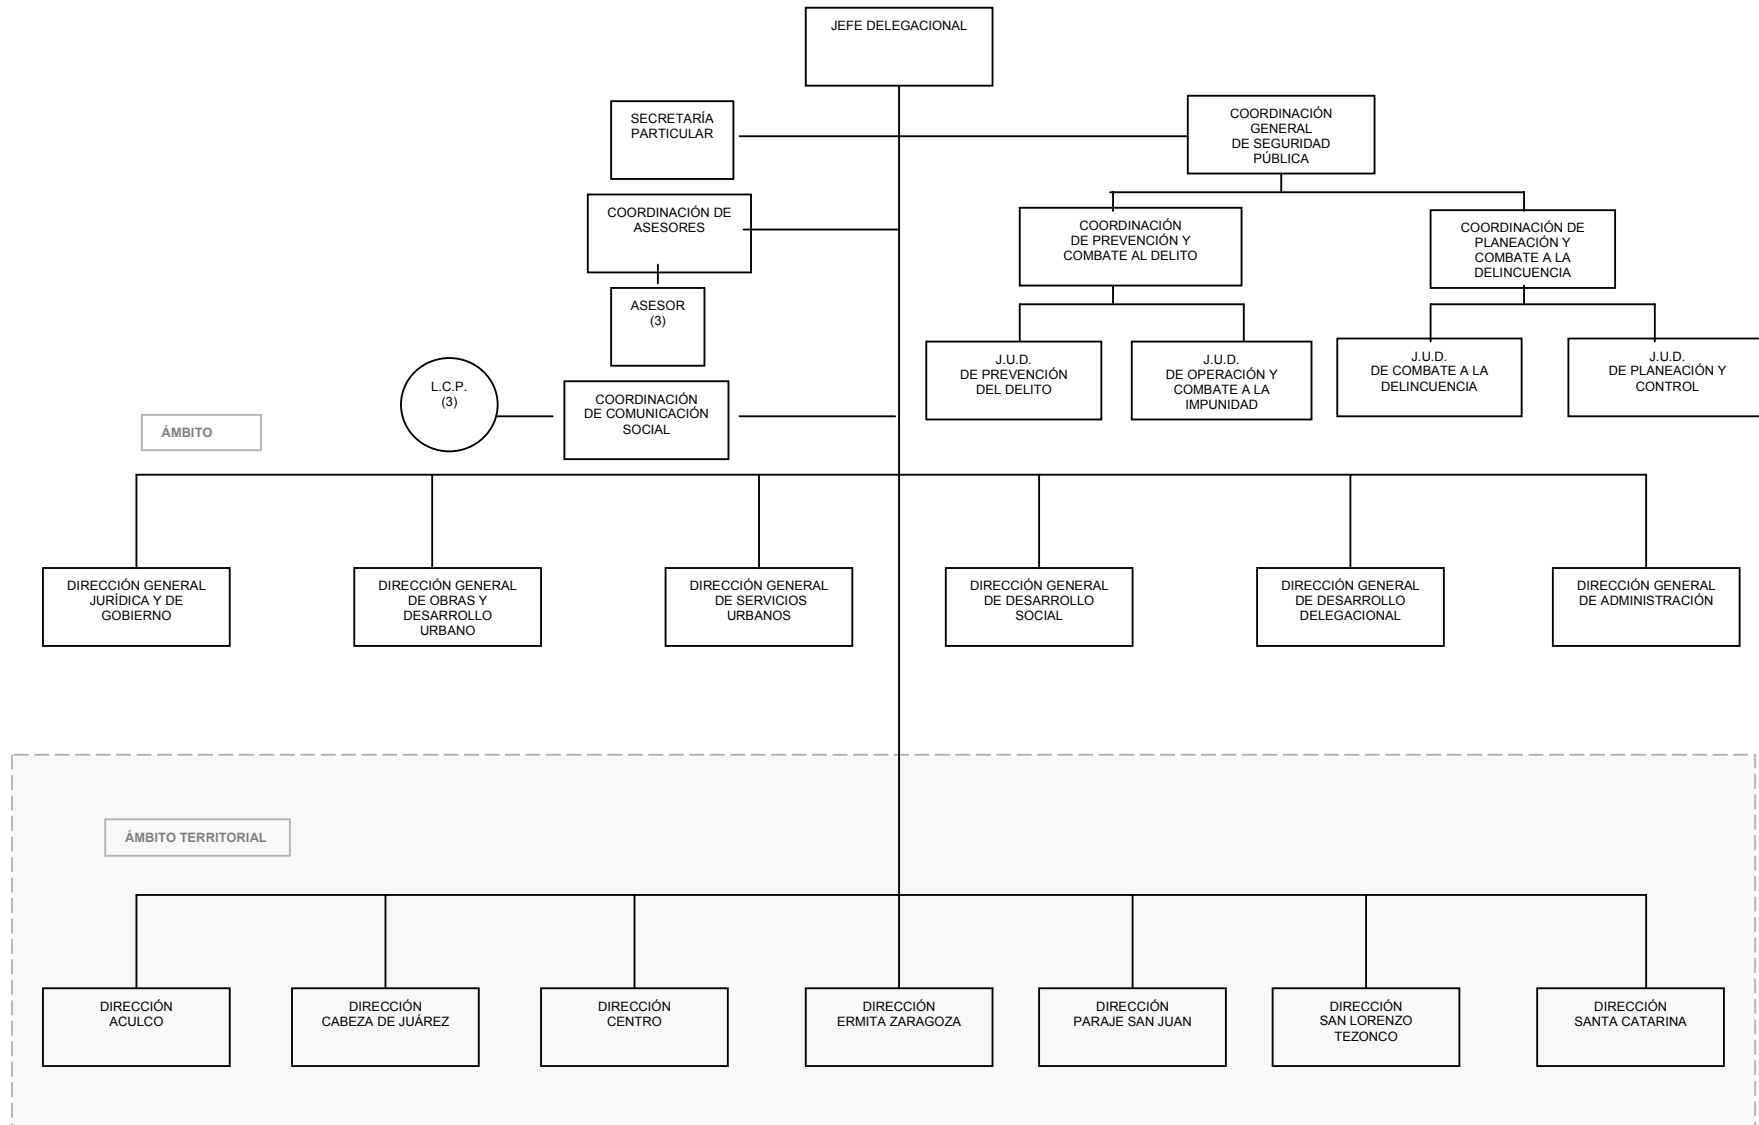 JEFE DELEGACIONAL
SECRETARÍA
PARTICULAR
COORDINACIÓN
GENERAL
DE SEGURIDAD
PÚBLICA
COORDINACIÓN DE
ASESORES
COORDINACIÓN
DE PREVENCIÓN Y
COMBATE AL DELITO
COORDINACIÓN DE
PLANEACIÓN Y
COMBATE A LA
DELINCUENCIA
ASESOR
(3)
J.U.D.
DE PREVENCIÓN
DEL DELITO
J.U.D.
DE OPERACIÓN Y
COMBATE A LA
IMPUNIDAD
J.U.D.
DE COMBATE A LA
DELINCUENCIA
J.U.D.
DE PLANEACIÓN Y
CONTROL
L.C.P.
(3)
COORDINACIÓN
DE COMUNICACIÓN
SOCIAL
ÁMBITO
DIRECCIÓN GENERAL
JURÍDICA Y DE
GOBIERNO
DIRECCIÓN GENERAL
DE OBRAS Y
DESARROLLO
URBANO
DIRECCIÓN GENERAL
DE SERVICIOS
URBANOS
DIRECCIÓN GENERAL
DE DESARROLLO
SOCIAL
DIRECCIÓN GENERAL
DE DESARROLLO
DELEGACIONAL
DIRECCIÓN GENERAL
DE ADMINISTRACIÓN
ÁMBITO TERRITORIAL
DIRECCIÓN
ACULCO
DIRECCIÓN
CABEZA DE JUÁREZ
DIRECCIÓN
CENTRO
DIRECCIÓN
ERMITA ZARAGOZA
DIRECCIÓN
PARAJE SAN JUAN
DIRECCIÓN
SAN LORENZO
TEZONCO
DIRECCIÓN
SANTA CATARINA